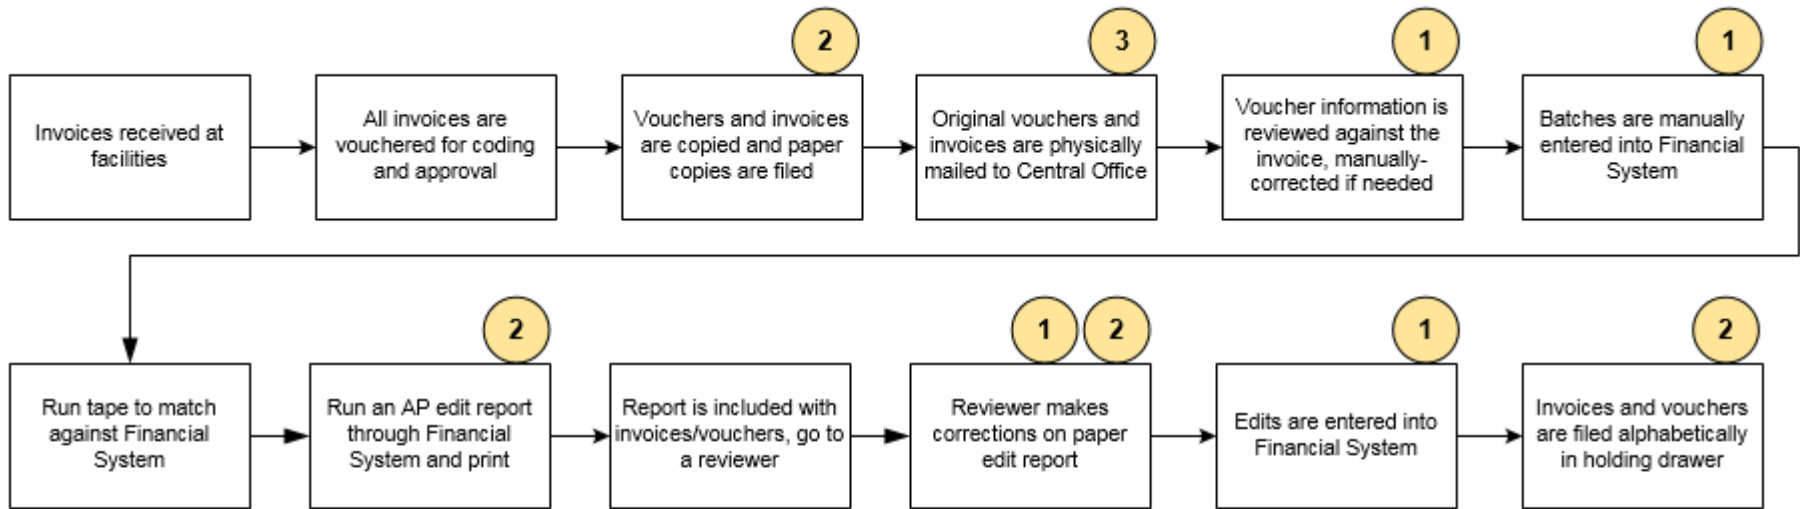 2
3
1
1
Invoices received at
facilities
All invoices are
vouchered for coding
and approval
Vouchers and invoices
are copied and paper
copies are filed
Original vouchers and
invoices are physically
mailed to Central Office
Voucher information is
reviewed against the
invoice, manually-
corrected if needed
Batches are manually
entered into Financial
System
2
1
2
1
2
Run tape to match
against Financial
System
Run an AP edit report
through Financial
System and print
Report is included with
invoices/vouchers, go to
a reviewer
Reviewer makes
corrections on paper
edit report
Edits are entered into
Financial System
Invoices and vouchers
are filed alphabetically
in holding drawer